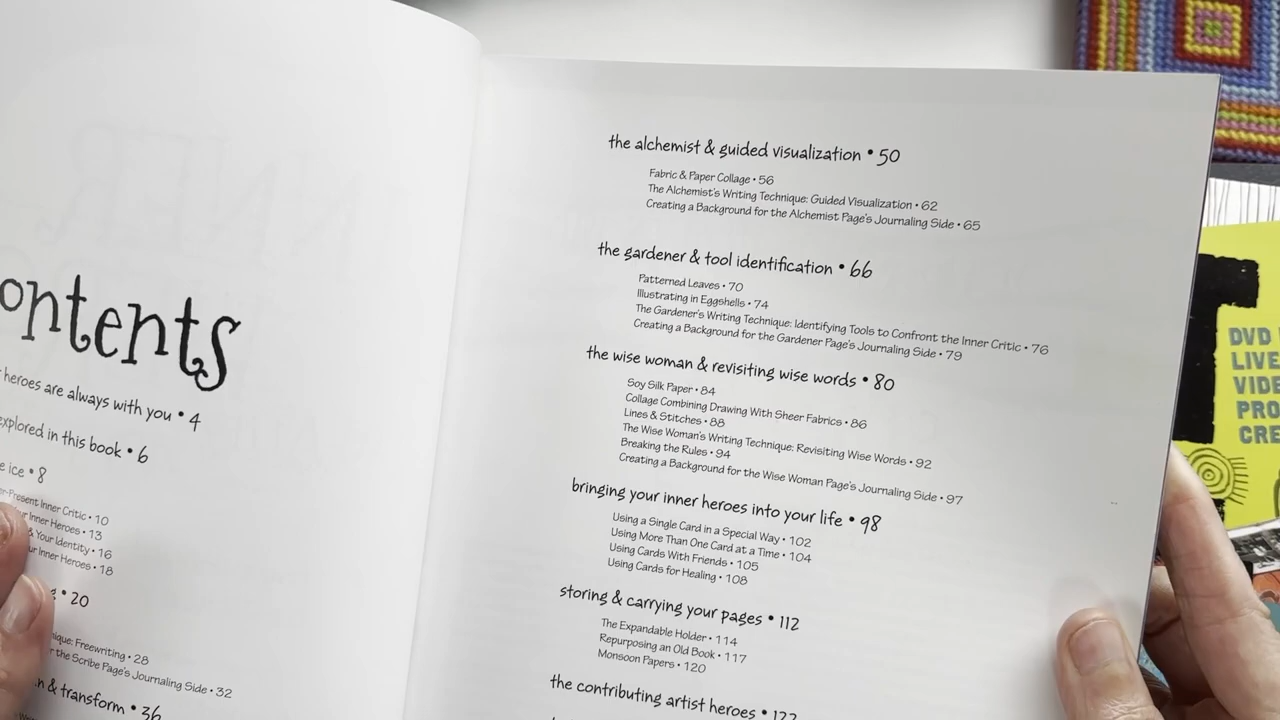 ontents
heroes are always with you • 4
explored in this book • 6
ice • 8
Present Inner Critic • 10
Inner Heroes • 13
& Your Identity • 16
Inner Heroes • 18
• 20
Freewriting • 28
the Scribe Page's Journaling Side • 32
& transform • 36
the alchemist & guided visualization • 50
Fabric & Paper Collage • 56
The Alchemist's Writing Technique: Guided Visualization • 62
Creating a Background for the Alchemist Page's Journaling Side • 65
the gardener & tool identification • 66
Patterned Leaves • 70
Illustrating in Eggshells • 74
The Gardener's Writing Technique: Identifying Tools to Confront the Inner Critic • 76
Creating a Background for the Gardener Page's Journaling Side • 79
the wise woman & revisiting wise words • 80
Soy Silk Paper • 84
Collage Combining Drawing With Sheer Fabrics • 86
Lines & Stitches • 88
The Wise Woman's Writing Technique: Revisiting Wise Words • 92
Breaking the Rules • 94
Creating a Background for the Wise Woman Page's Journaling Side • 97
bringing your inner heroes into your life • 98
Using a Single Card in a Special Way • 102
Using More Than One Card at a Time • 104
Using Cards With Friends • 105
Using Cards for Healing • 108
storing & carrying your pages • 112
The Expandable Holder • 114
Repurposing an Old Book • 117
Monsoon Papers • 120
the contributing artist heroes • 122
DVD
LIVE
VIDE
PRO
CRE